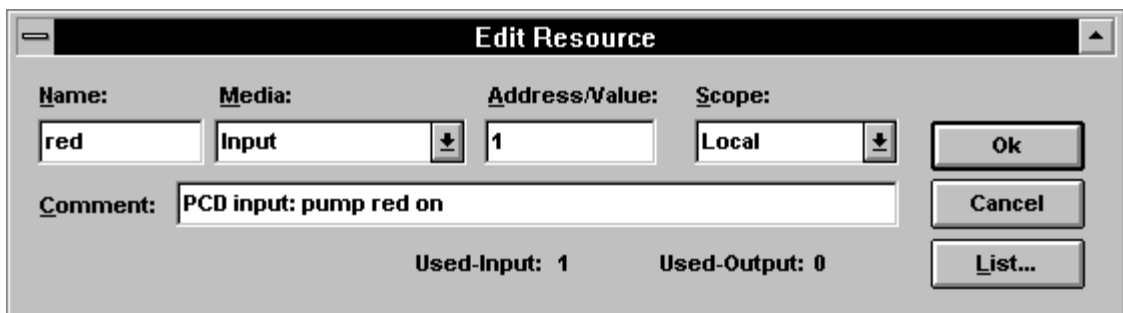 Edit Resource
Name: Media: Address/Value: Scope:
red Input 1 Local Ok
Comment: PCD input: pump red on Cancel
Used-Input: 1 Used-Output: 0 List...